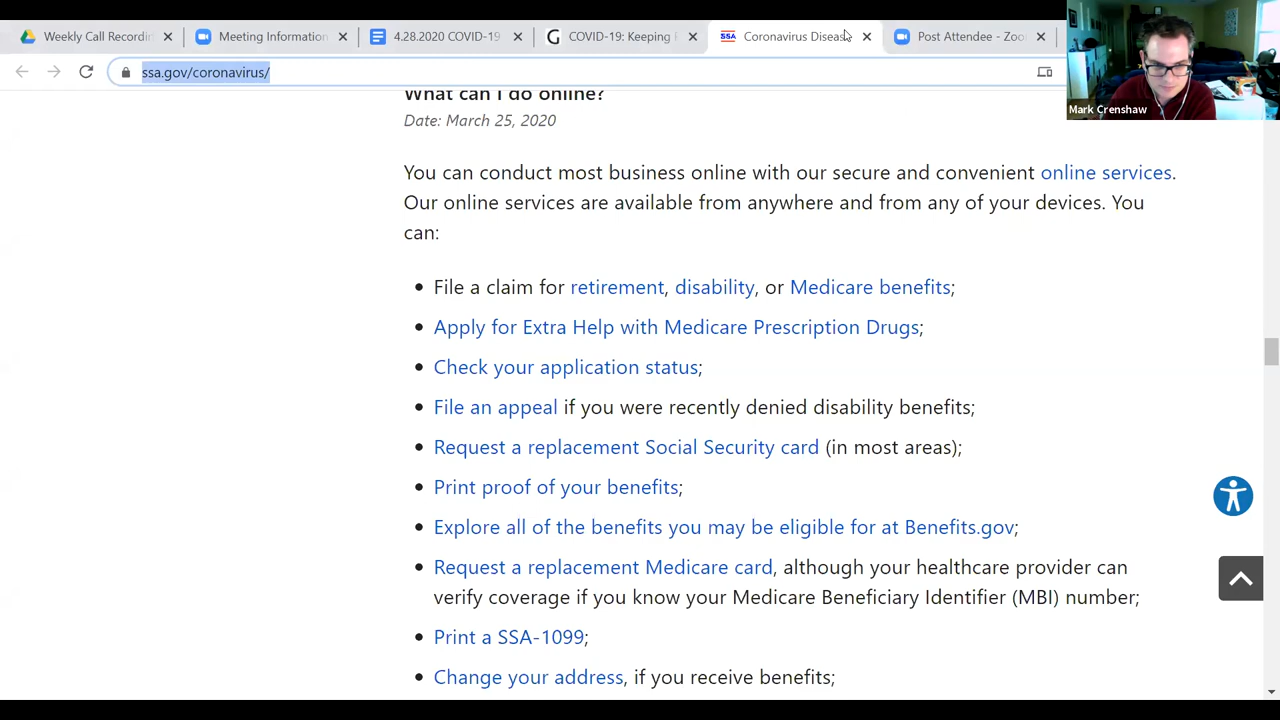 Weekly Call Recordin
Meeting Information
4.28.2020 COVID-19
COVID-19: Keeping
SSA
Coronavirus Diseas
Post Attendee - Zoo
ssa.gov/coronavirus/
Mark Crenshaw
What can I do online?
Date: March 25, 2020
You can conduct most business online with our secure and convenient online services.
Our online services are available from anywhere and from any of your devices. You
can:
• File a claim for retirement, disability, or Medicare benefits;
• Apply for Extra Help with Medicare Prescription Drugs;
• Check your application status;
• File an appeal if you were recently denied disability benefits;
• Request a replacement Social Security card (in most areas);
• Print proof of your benefits;
• Explore all of the benefits you may be eligible for at Benefits.gov;
• Request a replacement Medicare card, although your healthcare provider can
verify coverage if you know your Medicare Beneficiary Identifier (MBI) number;
• Print a SSA-1099;
• Change your address, if you receive benefits;